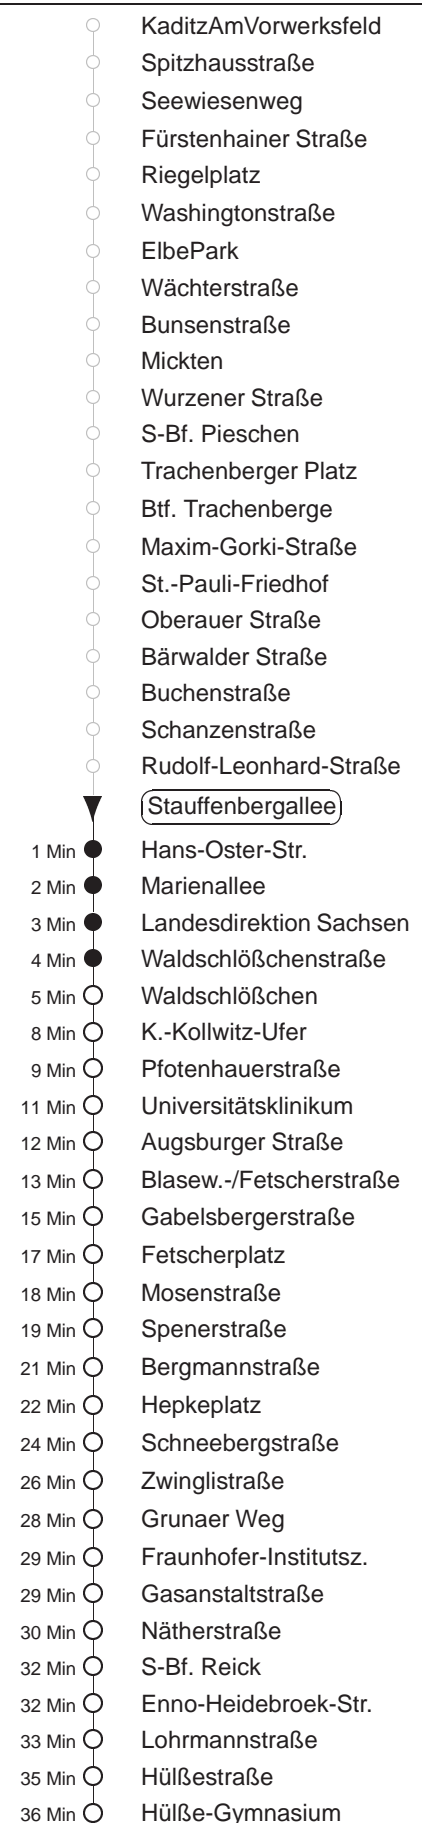 KaditzAmVorwerksfeld
Spitzhausstraße
Seewiesenweg
Fürstenhainer Straße
Riegelplatz
Washingtonstraße
ElbePark
Wächterstraße
Bunsenstraße
Mickten
Wurzener Straße
S-Bf. Pieschen
Trachenberger Platz
Btf. Trachenberge
Maxim-Gorki-Straße
St.-Pauli-Friedhof
Oberauer Straße
Bärwalder Straße
Buchenstraße
Schanzenstraße
Rudolf-Leonhard-Straße
Stauffenbergallee
1 Min Hans-Oster-Str.
2 Min Marienallee
3 Min Landesdirektion Sachsen
4 Min Waldschlößchenstraße
5 Min Waldschlößchen
8 Min K.-Kollwitz-Ufer
9 Min Pfotenhauerstraße
11 Min Universitätsklinikum
12 Min Augsburger Straße
13 Min Blasew.-/Fetscherstraße
15 Min Gabelsbergerstraße
17 Min Fetscherplatz
18 Min Mosenstraße
19 Min Spenerstraße
21 Min Bergmannstraße
22 Min Hepkeplatz
24 Min Schneebergstraße
26 Min Zwinglistraße
28 Min Grunaer Weg
29 Min Fraunhofer-Institutsz.
29 Min Gasanstaltstraße
30 Min Nätherstraße
32 Min S-Bf. Reick
32 Min Enno-Heidebroek-Str.
33 Min Lohrmannstraße
35 Min Hülßestraße
36 Min Hülße-Gymnasium